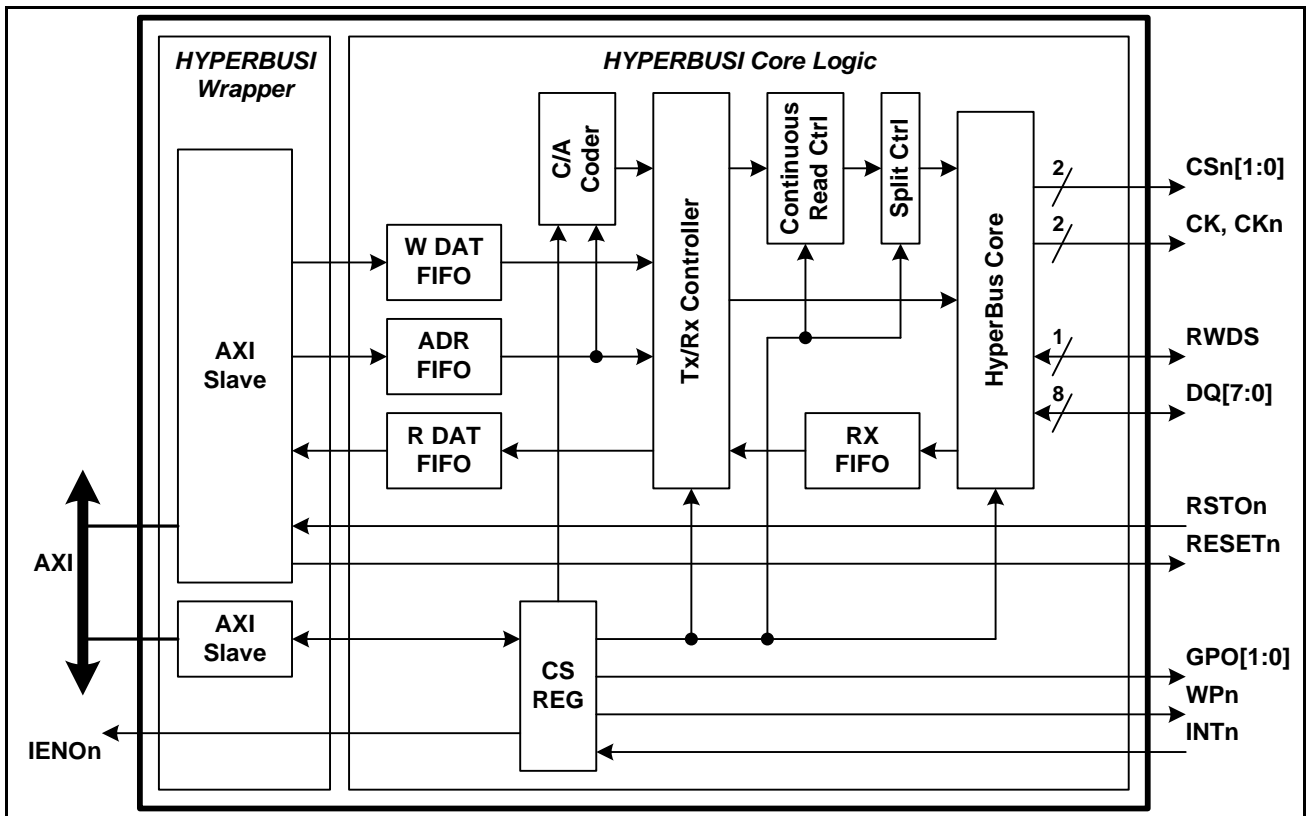 HYPERBUSI
Wrapper
HYPERBUSI Core Logic
C/A
Coder
Tx/Rx Controller
Continuous
Read Ctrl
Split Ctrl
HyperBus Core
2
CSn[1:0]
2
CK, CKn
W DAT
FIFO
AXI
Slave
ADR
FIFO
1
RWDS
8
DQ[7:0]
R DAT
FIFO
RX
FIFO
RSTOn
RESETn
AXI
AXI
Slave
CS
REG
GPO[1:0]
WPn
INTn
IENOn